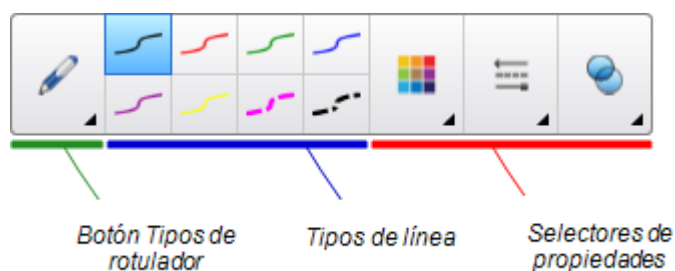 Botón Tipos de
rotulador
Tipos de línea
Selectores de
propiedades